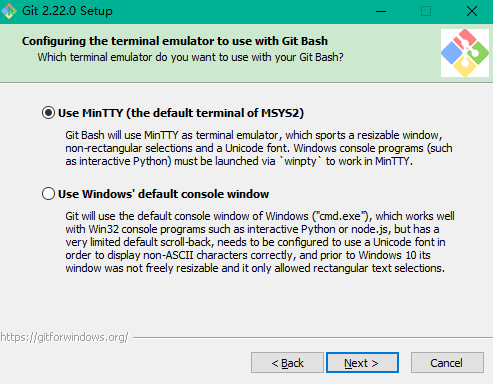 Git 2.22.0 Setup
Configuring the terminal emulator to use with Git Bash
Which terminal emulator do you want to use with your Git Bash?
Use MinTTY (the default terminal of MSYS2)
Git Bash will use MinTTY as terminal emulator, which sports a resizable window,
non-rectangular selections and a Unicode font. Windows console programs (such
as interactive Python) must be launched via `winpty` to work in MinTTY.
Use Windows' default console window
Git will use the default console window of Windows ("cmd.exe"), which works well
with Win32 console programs such as interactive Python or node.js, but has a
very limited default scroll-back, needs to be configured to use a Unicode font in
order to display non-ASCII characters correctly, and prior to Windows 10 its
window was not freely resizable and it only allowed rectangular text selections.
https://gitforwindows.org/
< Back
Next >
Cancel